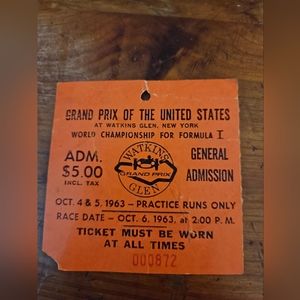 GRAND PRIX OF THE UNITED STATES
AT WATKINS GLEN, NEW YORK
WORLD CHAMPIONSHIP FOR FORMULA I
ADM.
$5.00
INCL. TAX
WATKINS
GRAND PRIX
GLEN
GENERAL
ADMISSION
OCT. 4 & 5, 1963 — PRACTICE RUNS ONLY
RACE DATE — OCT. 6, 1963, at 2:00 P. M.
TICKET MUST BE WORN
AT ALL TIMES
000872